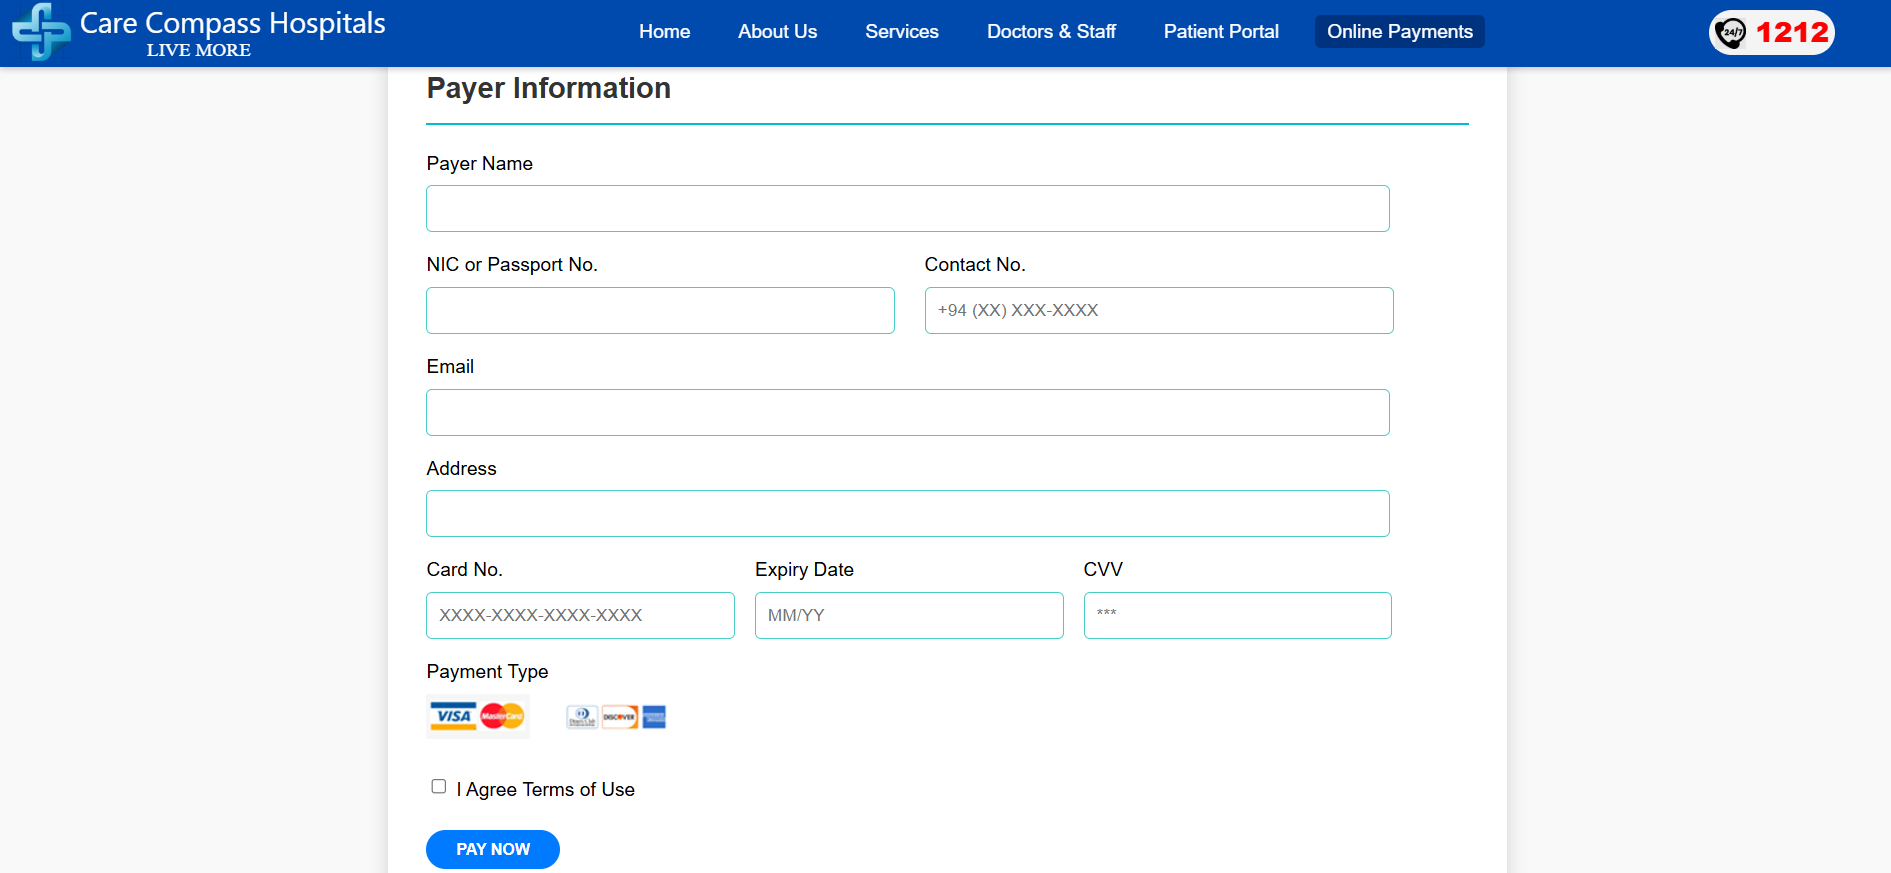 Care Compass Hospitals
LIVE MORE
Home About Us Services Doctors & Staff Patient Portal Online Payments
24/7 1212
Payer Information
Payer Name
NIC or Passport No. Contact No.
+94 (XX) XXX-XXXX
Email
Address
Card No. Expiry Date CVV
XXXX-XXXX-XXXX-XXXX MM/YY ***
Payment Type
VISA MasterCard DISCOVER
I Agree Terms of Use
PAY NOW